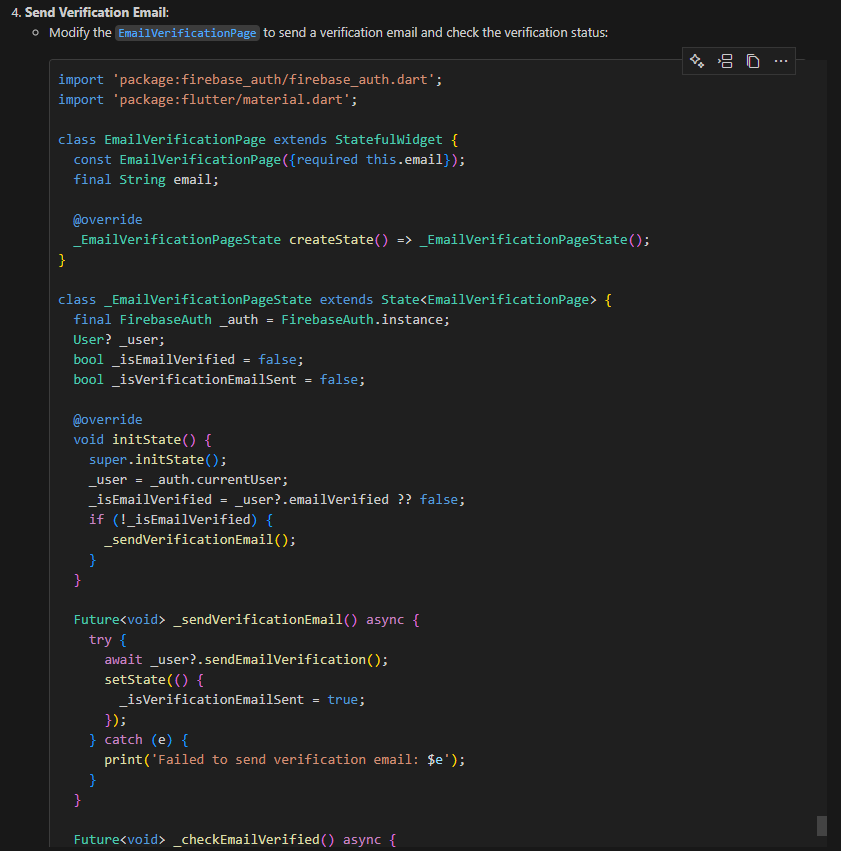 4. Send Verification Email:
○ Modify the EmailVerificationPage to send a verification email and check the verification status:
import 'package:firebase_auth/firebase_auth.dart';
import 'package:flutter/material.dart';

class EmailVerificationPage extends StatefulWidget {
  const EmailVerificationPage({required this.email});
  final String email;

  @override
  _EmailVerificationPageState createState() => _EmailVerificationPageState();
}

class _EmailVerificationPageState extends State<EmailVerificationPage> {
  final FirebaseAuth _auth = FirebaseAuth.instance;
  User? _user;
  bool _isEmailVerified = false;
  bool _isVerificationEmailSent = false;

  @override
  void initState() {
    super.initState();
    _user = _auth.currentUser;
    _isEmailVerified = _user?.emailVerified ?? false;
    if (!_isEmailVerified) {
      _sendVerificationEmail();
    }
  }

  Future<void> _sendVerificationEmail() async {
    try {
      await _user?.sendEmailVerification();
      setState(() {
        _isVerificationEmailSent = true;
      });
    } catch (e) {
      print('Failed to send verification email: $e');
    }
  }

  Future<void> _checkEmailVerified() async {